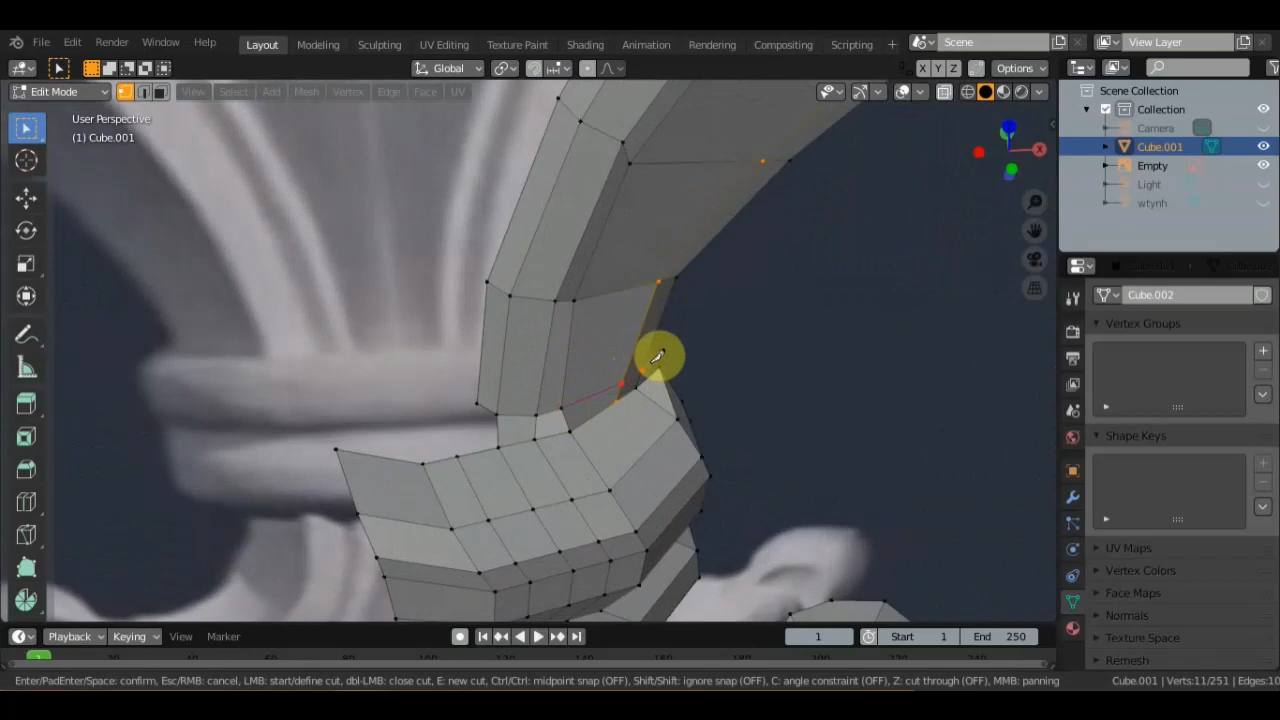 File Edit Render Window Help Layout Modeling Sculpting UV Editing Texture Paint Shading Animation Rendering Compositing Scripting + Scene View Layer
Global X Y Z Options
Edit Mode View Select Add Mesh Vertex Edge Face UV
User Perspective
(1) Cube.001
X
Scene Collection
Collection
Camera
Cube.001
Empty
Light
wtynh
Cube.002
Vertex Groups
Shape Keys
UV Maps
Vertex Colors
Face Maps
Normals
Texture Space
Remesh
Playback Keying View Marker 1 Start 1 End 250
Enter/PadEnter/Space: confirm, Esc/RMB: cancel, LMB: start/define cut, dbl-LMB: close cut, E: new cut, Ctrl/Ctrl: midpoint snap (OFF), Shift/Shift: ignore snap (OFF), C: angle constraint (OFF), Z: cut through (OFF), MMB: panning Cube.001 | Verts:11/251 | Edges:10